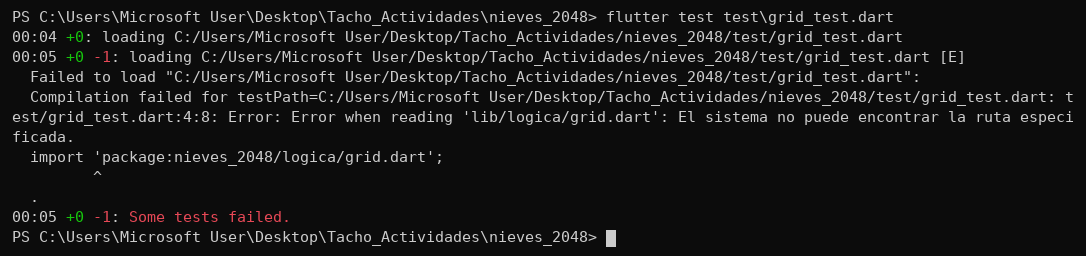 PS C:\Users\Microsoft User\Desktop\Tacho_Actividades\nieves_2048> flutter test test\grid_test.dart
00:04 +0: loading C:/Users/Microsoft User/Desktop/Tacho_Actividades/nieves_2048/test/grid_test.dart
00:05 +0 -1: loading C:/Users/Microsoft User/Desktop/Tacho_Actividades/nieves_2048/test/grid_test.dart [E]
  Failed to load "C:/Users/Microsoft User/Desktop/Tacho_Actividades/nieves_2048/test/grid_test.dart":
  Compilation failed for testPath=C:/Users/Microsoft User/Desktop/Tacho_Actividades/nieves_2048/test/grid_test.dart: t
est/grid_test.dart:4:8: Error: Error when reading 'lib/logica/grid.dart': El sistema no puede encontrar la ruta especi
ficada.
  import 'package:nieves_2048/logica/grid.dart';
         ^
  .
00:05 +0 -1: Some tests failed.
PS C:\Users\Microsoft User\Desktop\Tacho_Actividades\nieves_2048>